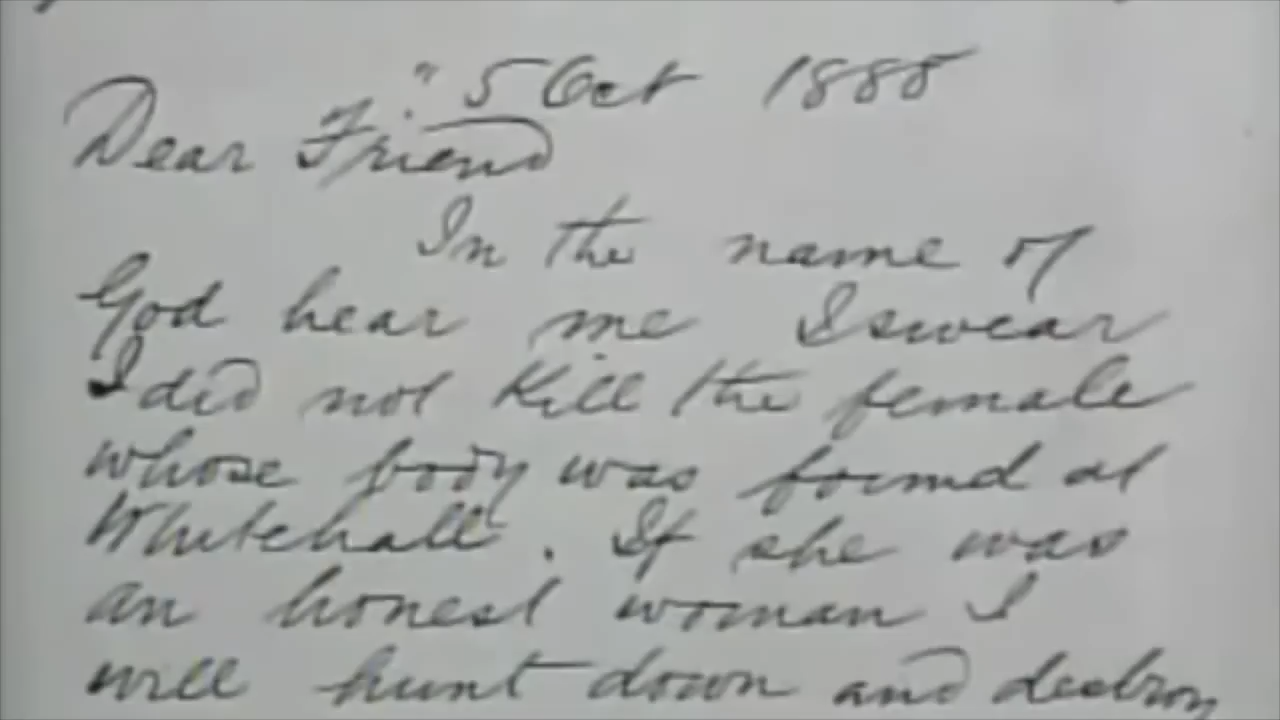 " 5 Oct 1888
Dear Friend
In the name of
God hear me I swear
I did not kill the female
whose body was found at
Whitehall. If she was
an honest woman I
will hunt down and destroy